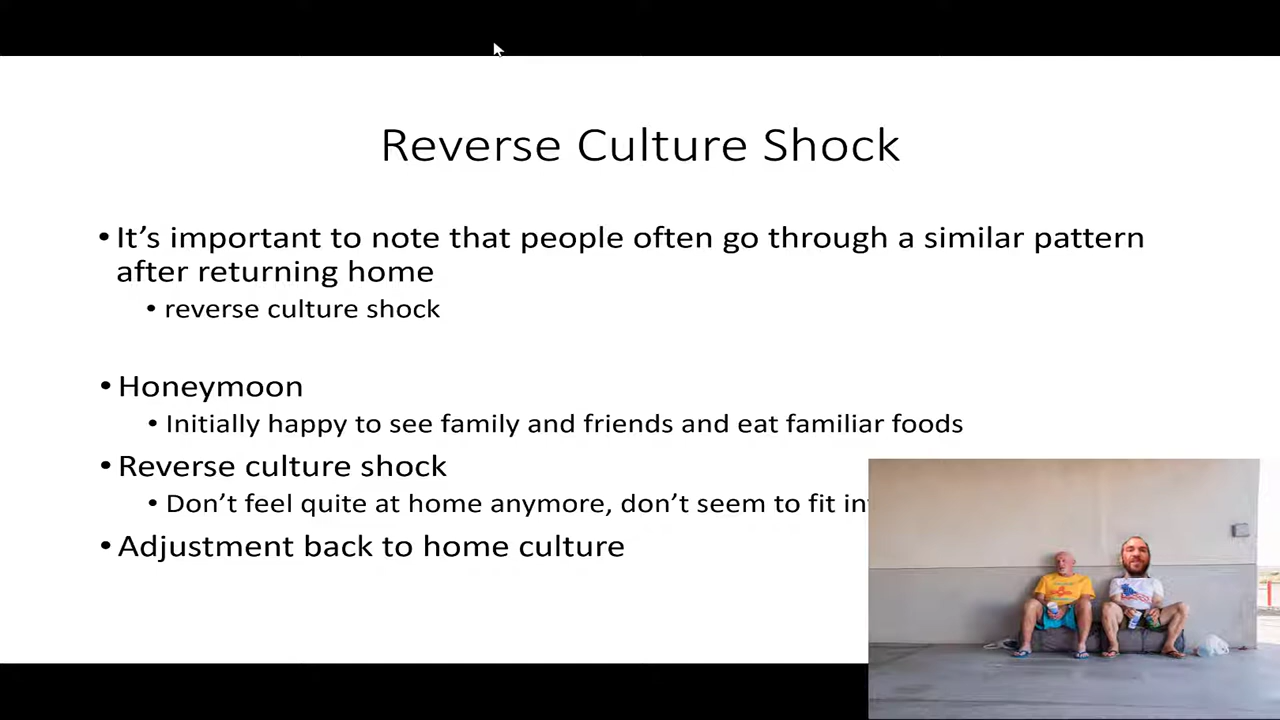 Reverse Culture Shock
• It’s important to note that people often go through a similar pattern
after returning home
• reverse culture shock
• Honeymoon
• Initially happy to see family and friends and eat familiar foods
• Reverse culture shock
• Don’t feel quite at home anymore, don’t seem to fit
• Adjustment back to home culture